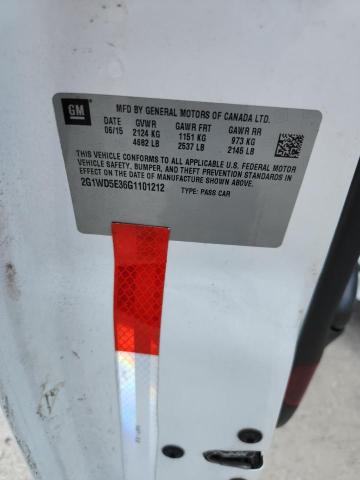 GM
MFD BY GENERAL MOTORS OF CANADA LTD.
DATE GVWR GAWR FRT GAWR RR
06/15 2124 KG 1151 KG 973 KG
4682 LB 2537 LB 2145 LB
THIS VEHICLE CONFORMS TO ALL APPLICABLE U.S. FEDERAL MOTOR
VEHICLE SAFETY, BUMPER, AND THEFT PREVENTION STANDARDS
IN EFFECT ON THE DATE OF MANUFACTURE SHOWN ABOVE.
2G1WD5E36G1101212 TYPE: PASS CAR